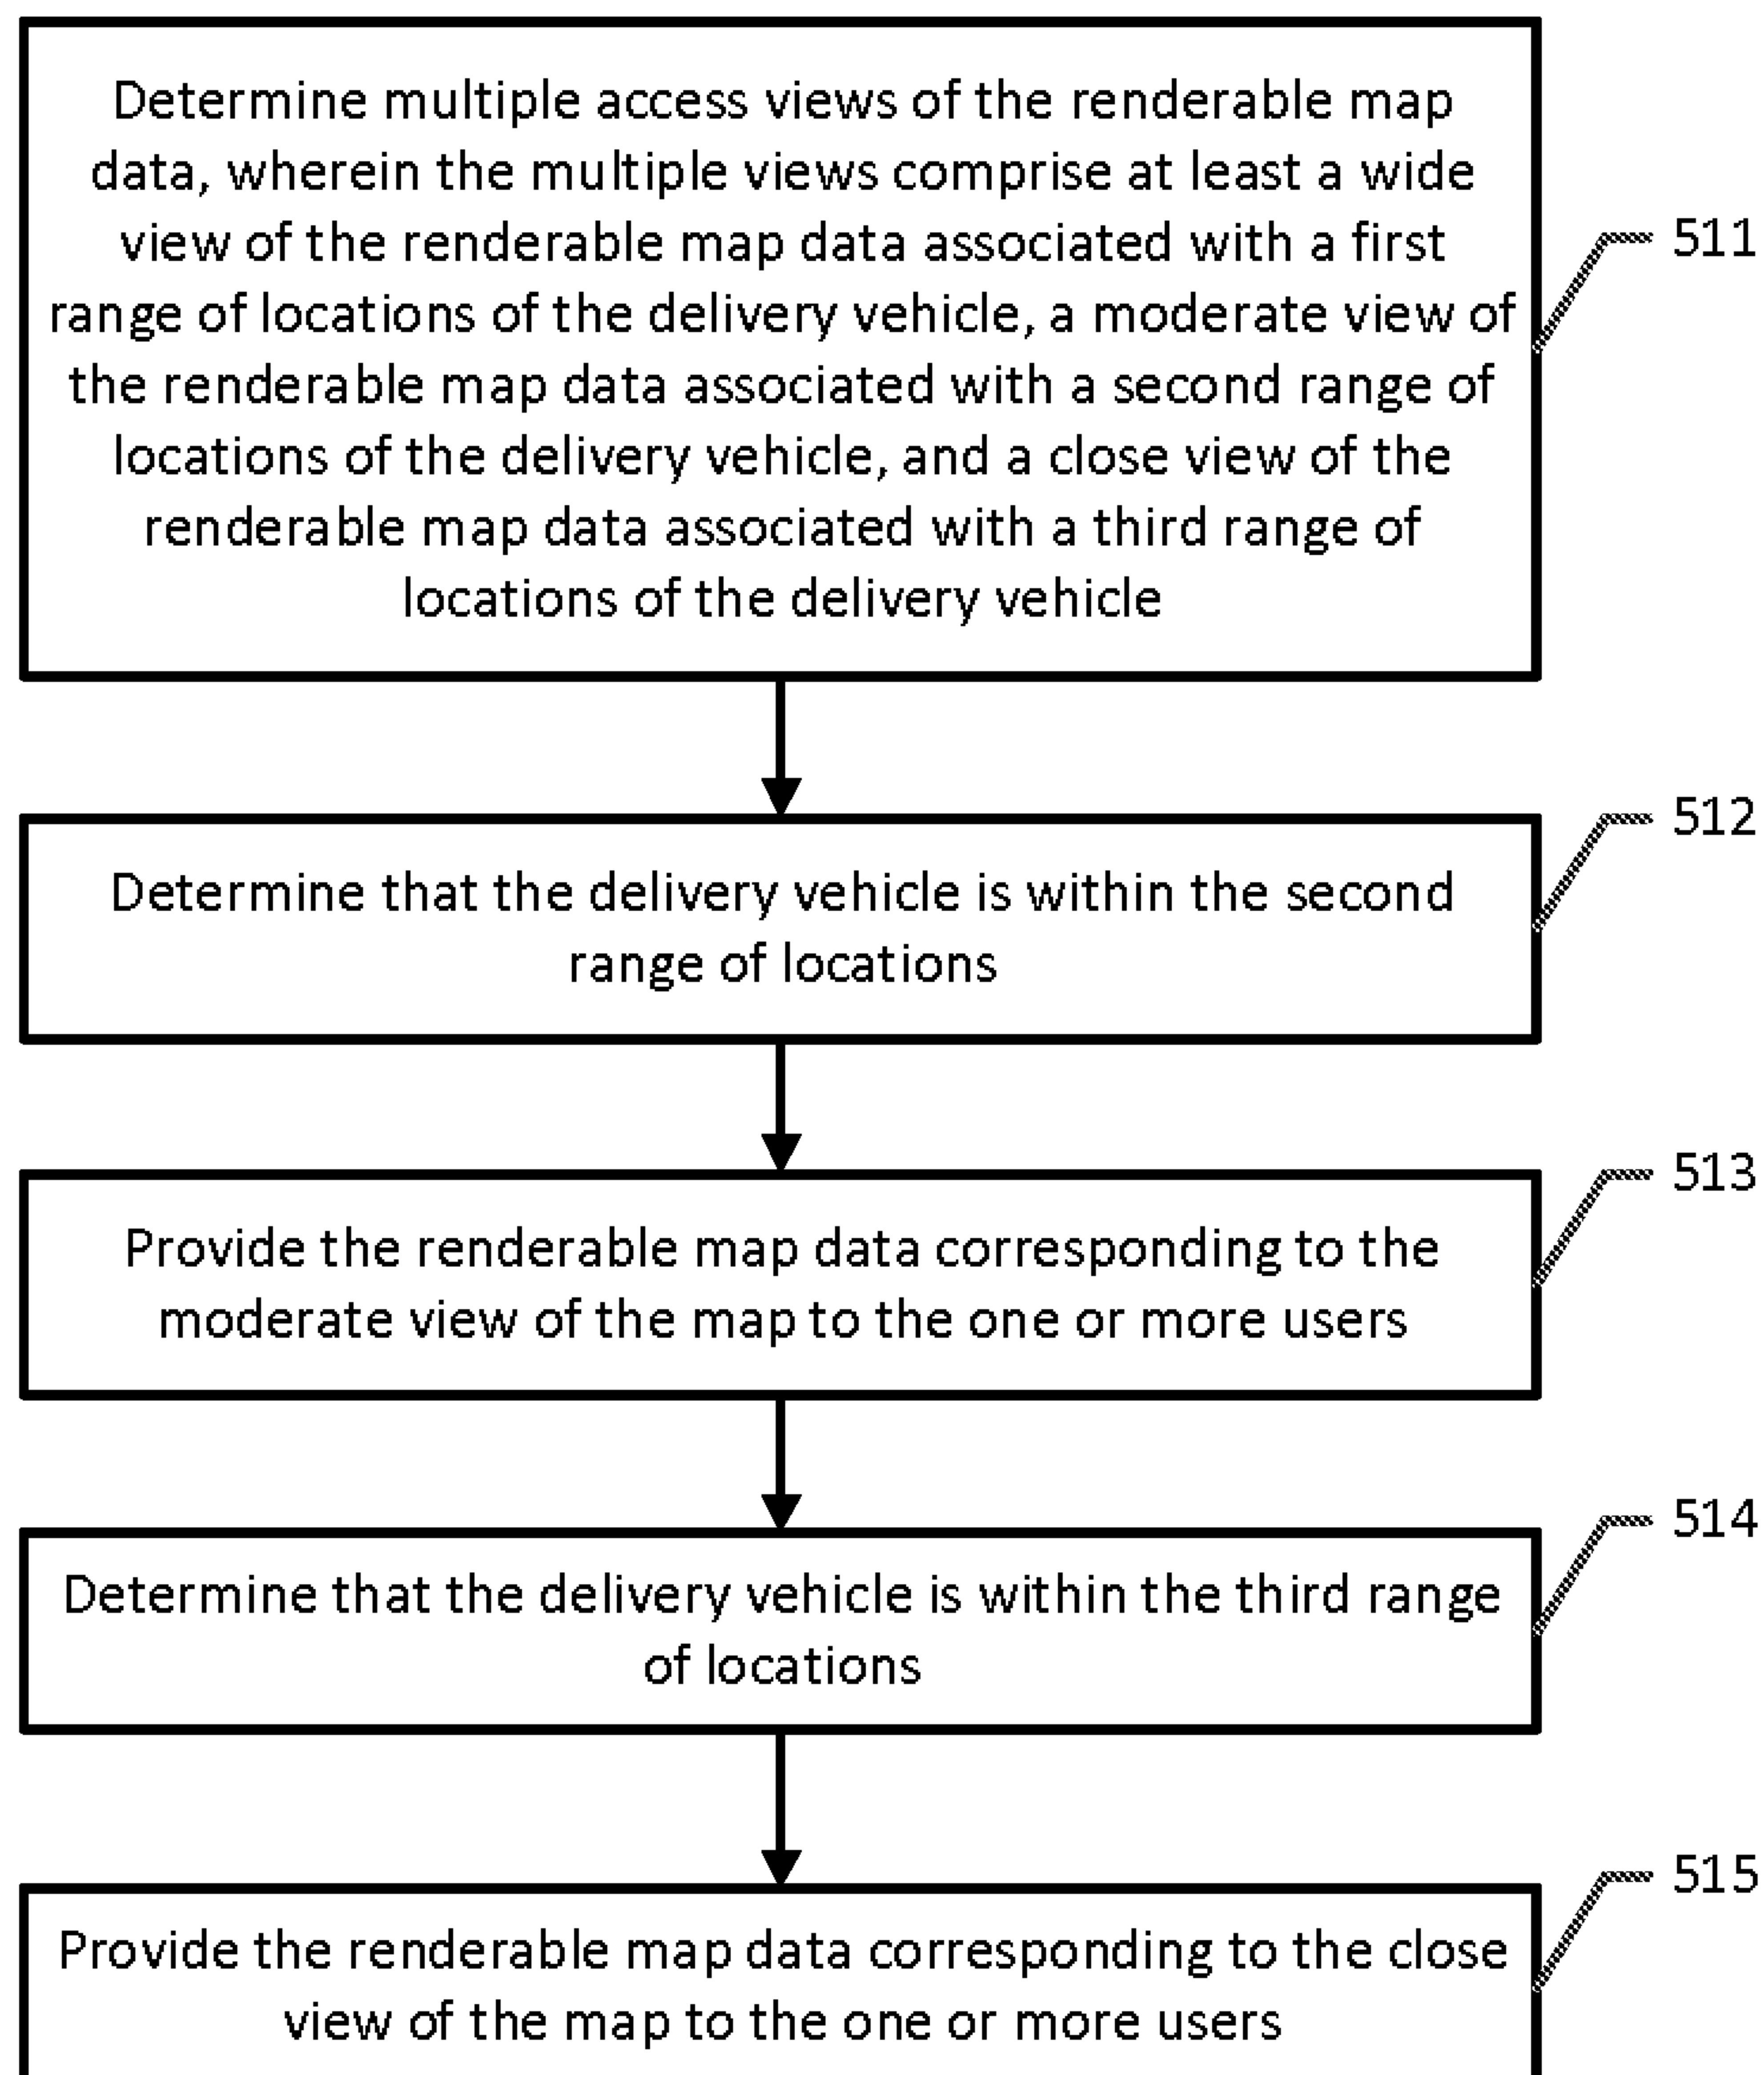 Determine multiple access views of the renderable map
data, wherein the multiple views comprise at least a wide
view of the renderable map data associated with a first
range of locations of the delivery vehicle, a moderate view of
the renderable map data associated with a second range of
locations of the delivery vehicle, and a close view of the
renderable map data associated with a third range of
locations of the delivery vehicle
511
Determine that the delivery vehicle is within the second
range of locations
512
Provide the renderable map data corresponding to the
moderate view of the map to the one or more users
513
Determine that the delivery vehicle is within the third range
of locations
514
Provide the renderable map data corresponding to the close
view of the map to the one or more users
515